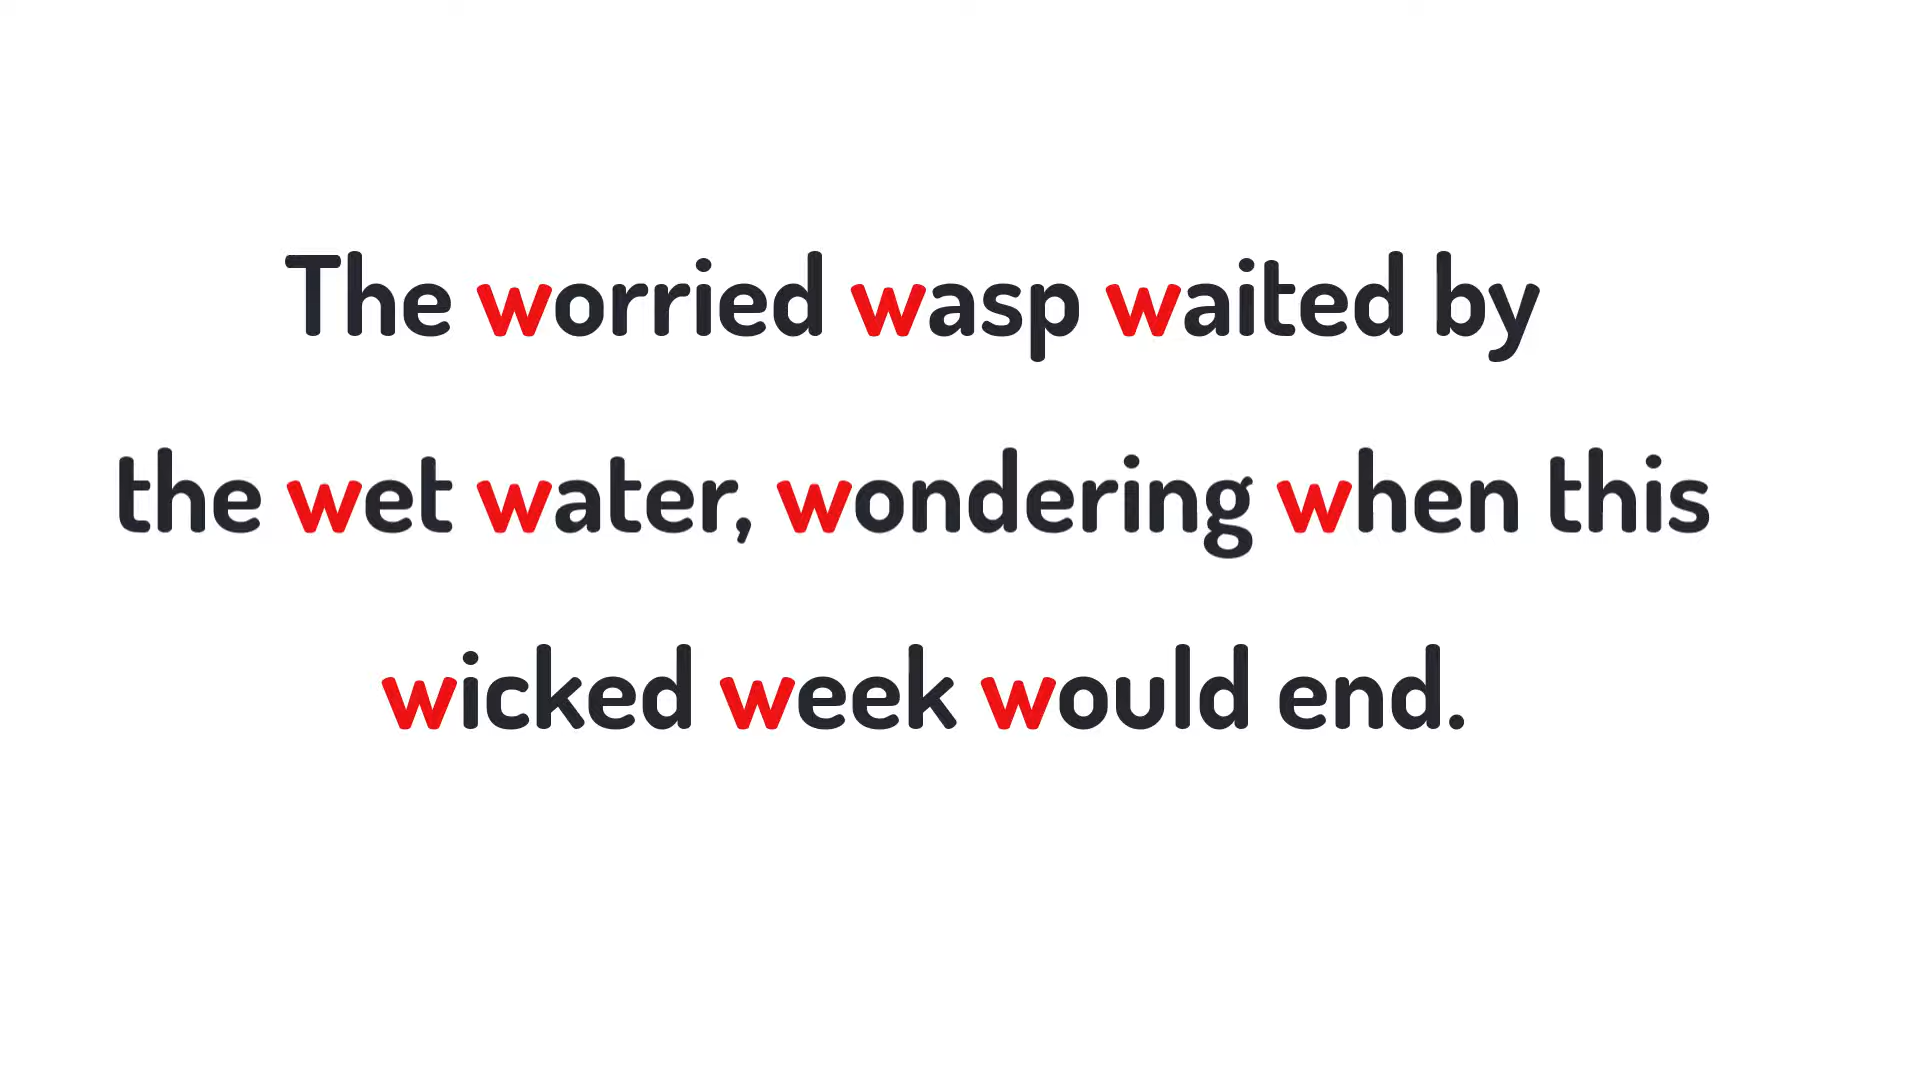 The worried wasp waited by
the wet water, wondering when this
wicked week would end.